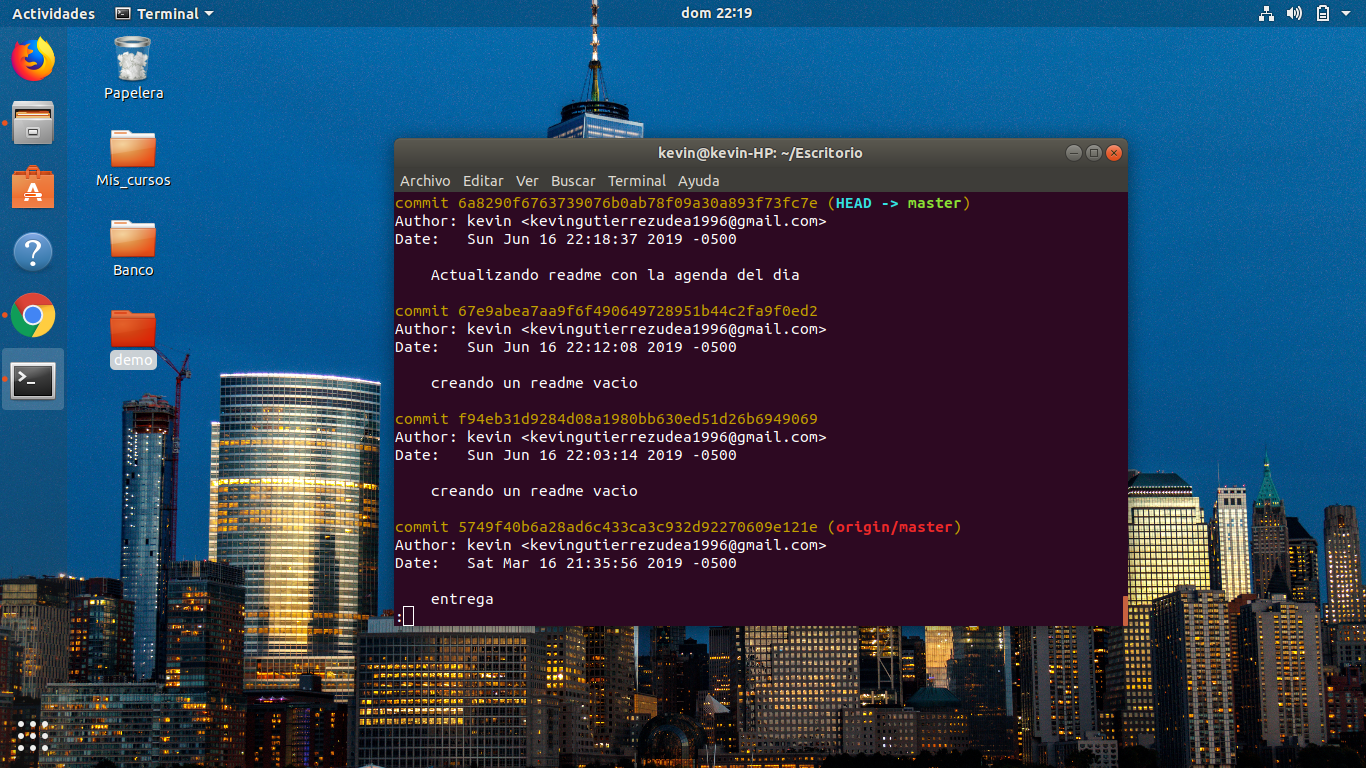 Actividades Terminal dom 22:19
Papelera
Mis_cursos
Banco
demo
kevin@kevin-HP: ~/Escritorio
Archivo Editar Ver Buscar Terminal Ayuda
commit 6a8290f6763739076b0ab78f09a30a893f73fc7e (HEAD -> master)
Author: kevin <kevingutierrezudea1996@gmail.com>
Date:   Sun Jun 16 22:18:37 2019 -0500
Actualizando readme con la agenda del dia
commit 67e9abea7aa9f6f490649728951b44c2fa9f0ed2
Author: kevin <kevingutierrezudea1996@gmail.com>
Date:   Sun Jun 16 22:12:08 2019 -0500
creando un readme vacio
commit f94eb31d9284d08a1980bb630ed51d26b6949069
Author: kevin <kevingutierrezudea1996@gmail.com>
Date:   Sun Jun 16 22:03:14 2019 -0500
creando un readme vacio
commit 5749f40b6a28ad6c433ca3c932d92270609e121e (origin/master)
Author: kevin <kevingutierrezudea1996@gmail.com>
Date:   Sat Mar 16 21:35:56 2019 -0500
entrega
: